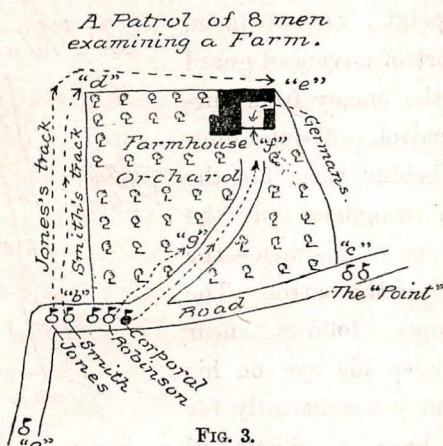 A Patrol of 8 men
examining a Farm.
"d"
"e"
Jones's track
Smith's track
Farmhouse
"f"
Orchard
Germans
"g"
"c"
"b"
The "Point"
Road
Corporal
Robinson
Smith
Jones
"a"
FIG. 3.